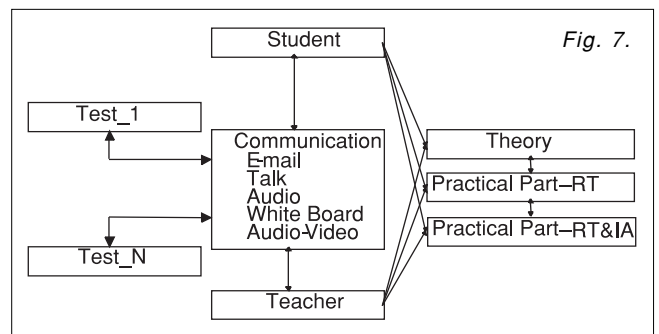 Student
Fig. 7.
Test_1
Communication
E-mail
Talk
Audio
White Board
Audio-Video
Theory
Practical Part–RT
Practical Part–RT&IA
Test_N
Teacher